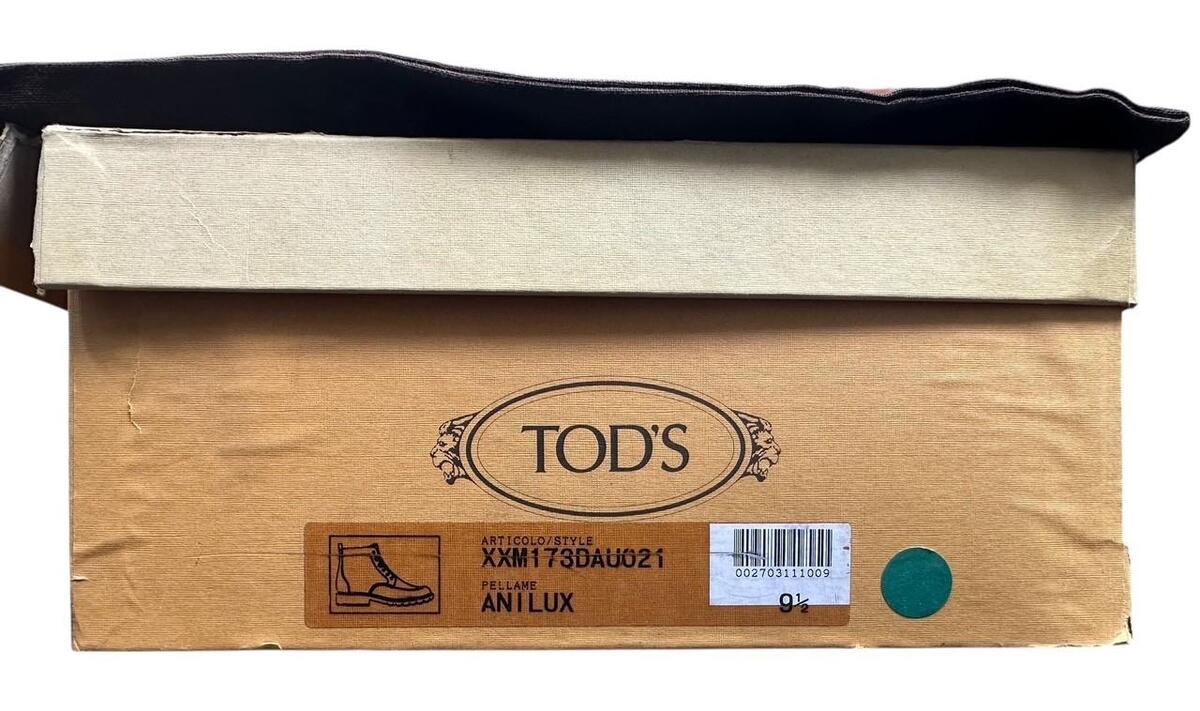 TOD'S
ARTICOLO/STYLE
XXM173DAU021
PELLAME
ANILUX
002703111009
9½